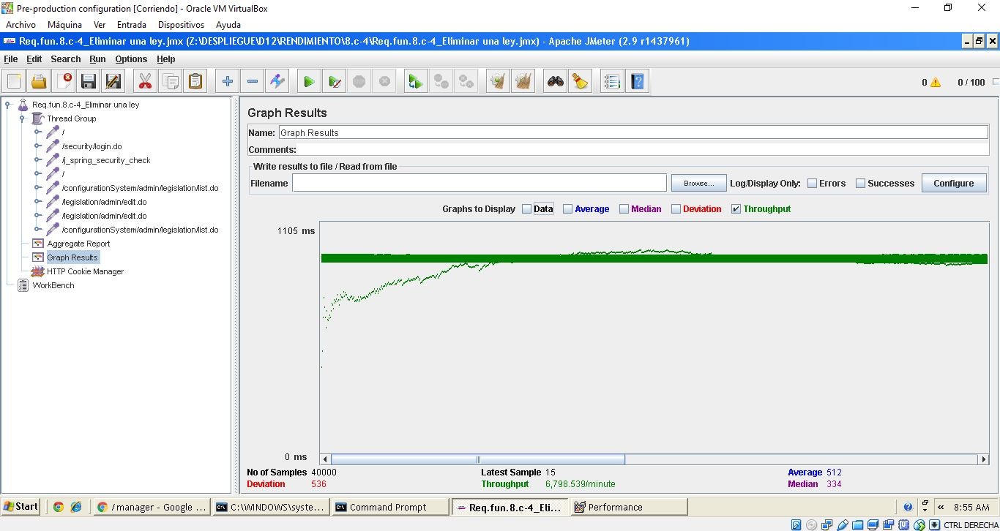 Pre-production configuration [Corriendo] - Oracle VM VirtualBox
Archivo Máquina Ver Entrada Dispositivos Ayuda
Req.fun.8.c-4_Eliminar una ley.jmx (Z:\DESPLIEGUE\D12\RENDIMIENTO\8.c-4\Req.fun.8.c-4_Eliminar una ley.jmx) - Apache JMeter (2.9 r1437961)
File Edit Search Run Options Help
0 0 / 100
Req.fun.8.c-4_Eliminar una ley
Thread Group
/
/security/login.do
/j_spring_security_check
/
/configurationSystem/admin/legislation/list.do
/legislation/admin/edit.do
/legislation/admin/edit.do
/configurationSystem/admin/legislation/list.do
Aggregate Report
Graph Results
HTTP Cookie Manager
WorkBench
Graph Results
Name: Graph Results
Comments:
Write results to file / Read from file
Filename Browse... Log/Display Only: Errors Successes Configure
Graphs to Display Data Average Median Deviation Throughput
1105 ms
0 ms
No of Samples 40000 Latest Sample 15 Average 512
Deviation 536 Throughput 6,798.539/minute Median 334
Start /manager - Google ... C:\WINDOWS\syste... Command Prompt Req.fun.8.c-4_Eli... Performance « 8:55 AM
CTRL DERECHA